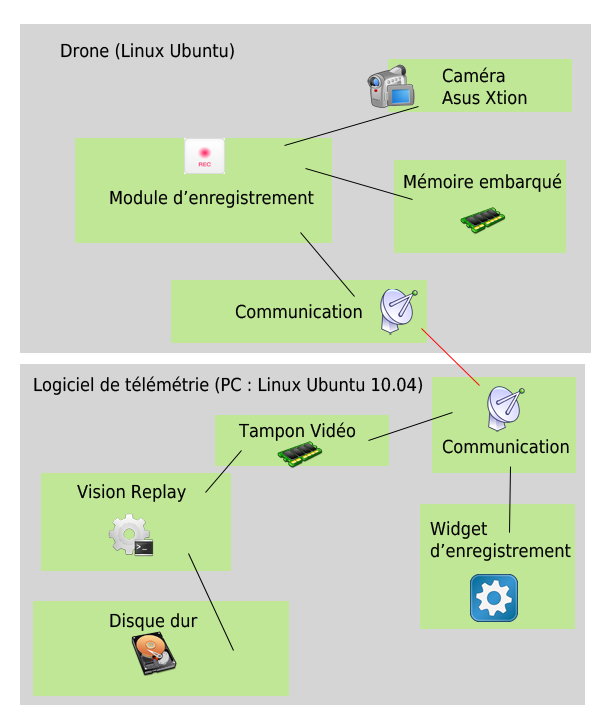 Drone (Linux Ubuntu)
Caméra
Asus Xtion
REC
Module d'enregistrement
Mémoire embarqué
Communication
Logiciel de télémétrie (PC : Linux Ubuntu 10.04)
Tampon Vidéo
Communication
Vision Replay
>_
Widget
d'enregistrement
Disque dur